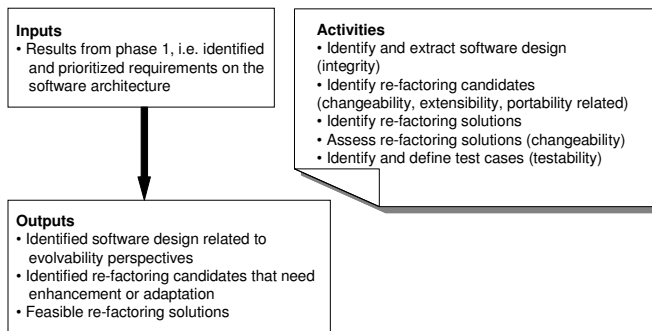 Inputs
• Results from phase 1, i.e. identified
and prioritized requirements on the
software architecture
Activities
• Identify and extract software design
(integrity)
• Identify re-factoring candidates
(changeability, extensibility, portability related)
• Identify re-factoring solutions
• Assess re-factoring solutions (changeability)
• Identify and define test cases (testability)
Outputs
• Identified software design related to
evolvability perspectives
• Identified re-factoring candidates that need
enhancement or adaptation
• Feasible re-factoring solutions